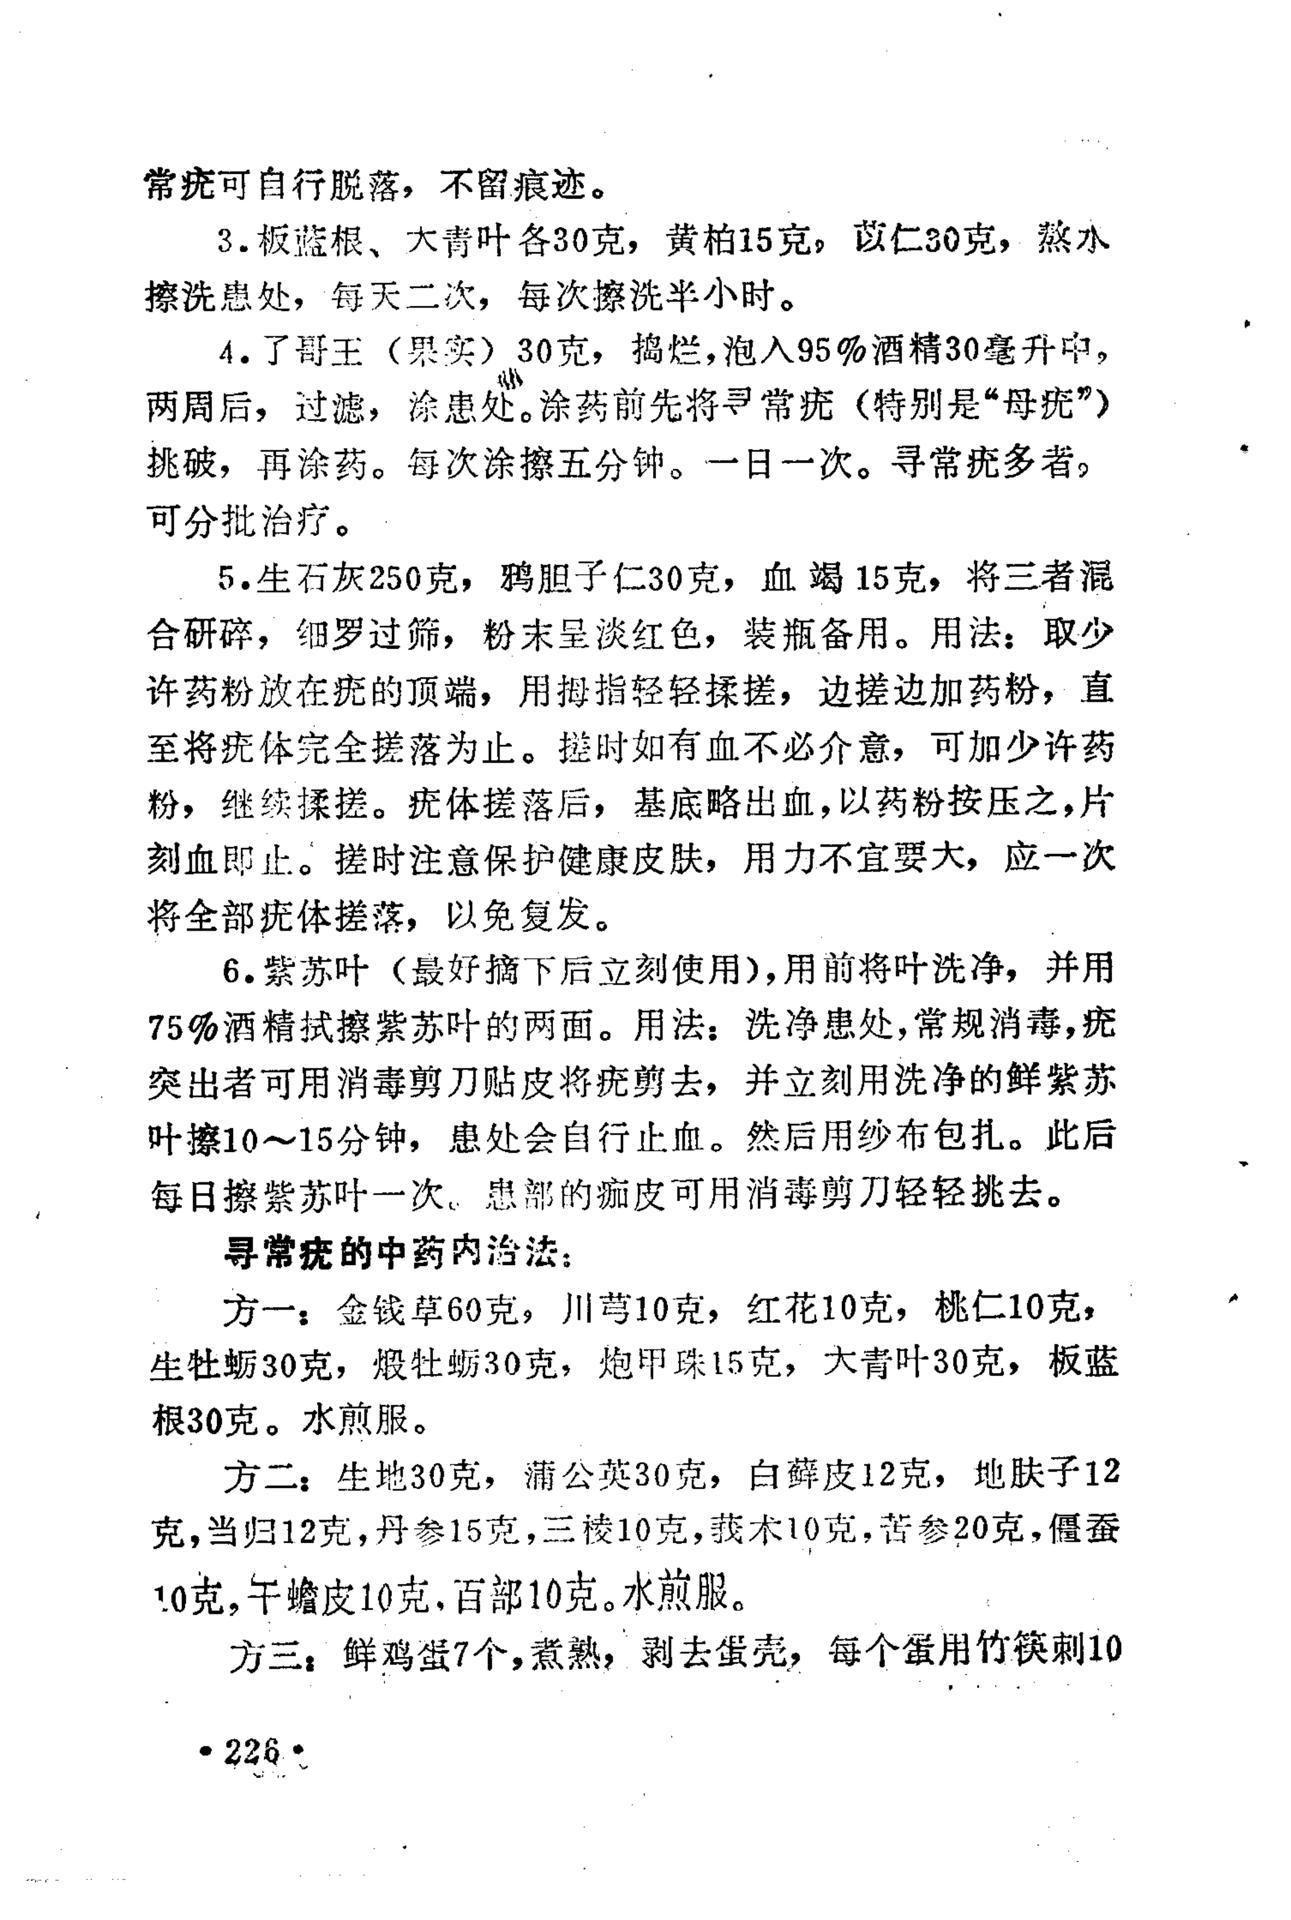 常疣可自行脱落，不留痕迹。
3.板蓝根、大青叶各30克，黄柏15克，苡仁30克，熬水
擦洗患处，每天二次，每次擦洗半小时。
4.了哥王（果实）30克，捣烂，泡入95%酒精30毫升中，
两周后，过滤，涂患处。涂药前先将寻常疣（特别是“母疣”）
挑破，再涂药。每次涂擦五分钟。一日一次。寻常疣多者，
可分批治疗。
5.生石灰250克，鸦胆子仁30克，血竭15克，将三者混
合研碎，细罗过筛，粉末呈淡红色，装瓶备用。用法：取少
许药粉放在疣的顶端，用拇指轻轻揉搓，边搓边加药粉，直
至将疣体完全搓落为止。搓时如有血不必介意，可加少许药
粉，继续揉搓。疣体搓落后，基底略出血，以药粉按压之，片
刻血即止。搓时注意保护健康皮肤，用力不宜要大，应一次
将全部疣体搓落，以免复发。
6.紫苏叶（最好摘下后立刻使用），用前将叶洗净，并用
75%酒精拭擦紫苏叶的两面。用法：洗净患处，常规消毒，疣
突出者可用消毒剪刀贴皮将疣剪去，并立刻用洗净的鲜紫苏
叶擦10～15分钟，患处会自行止血。然后用纱布包扎。此后
每日擦紫苏叶一次。患部的痂皮可用消毒剪刀轻轻挑去。
寻常疣的中药内治法：
方一：金钱草60克，川芎10克，红花10克，桃仁10克，
生牡蛎30克，煅牡蛎30克，炮甲珠15克，大青叶30克，板蓝
根30克。水煎服。
方二：生地30克，蒲公英30克，白藓皮12克，地肤子12
克，当归12克，丹参15克，三棱10克，莪术10克，苦参20克，僵蚕
10克，干蟾皮10克，百部10克。水煎服。
方三：鲜鸡蛋7个，煮熟，剥去蛋壳，每个蛋用竹筷刺10
•226•